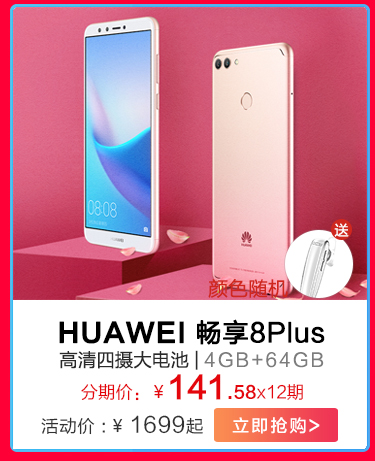 08:08
HUAWEI
HUAWEI
送
颜色随机
HUAWEI 畅享8Plus
高清四摄大电池 | 4GB+64GB
分期价：¥ 141.58x12期
活动价：¥ 1699起
立即抢购>